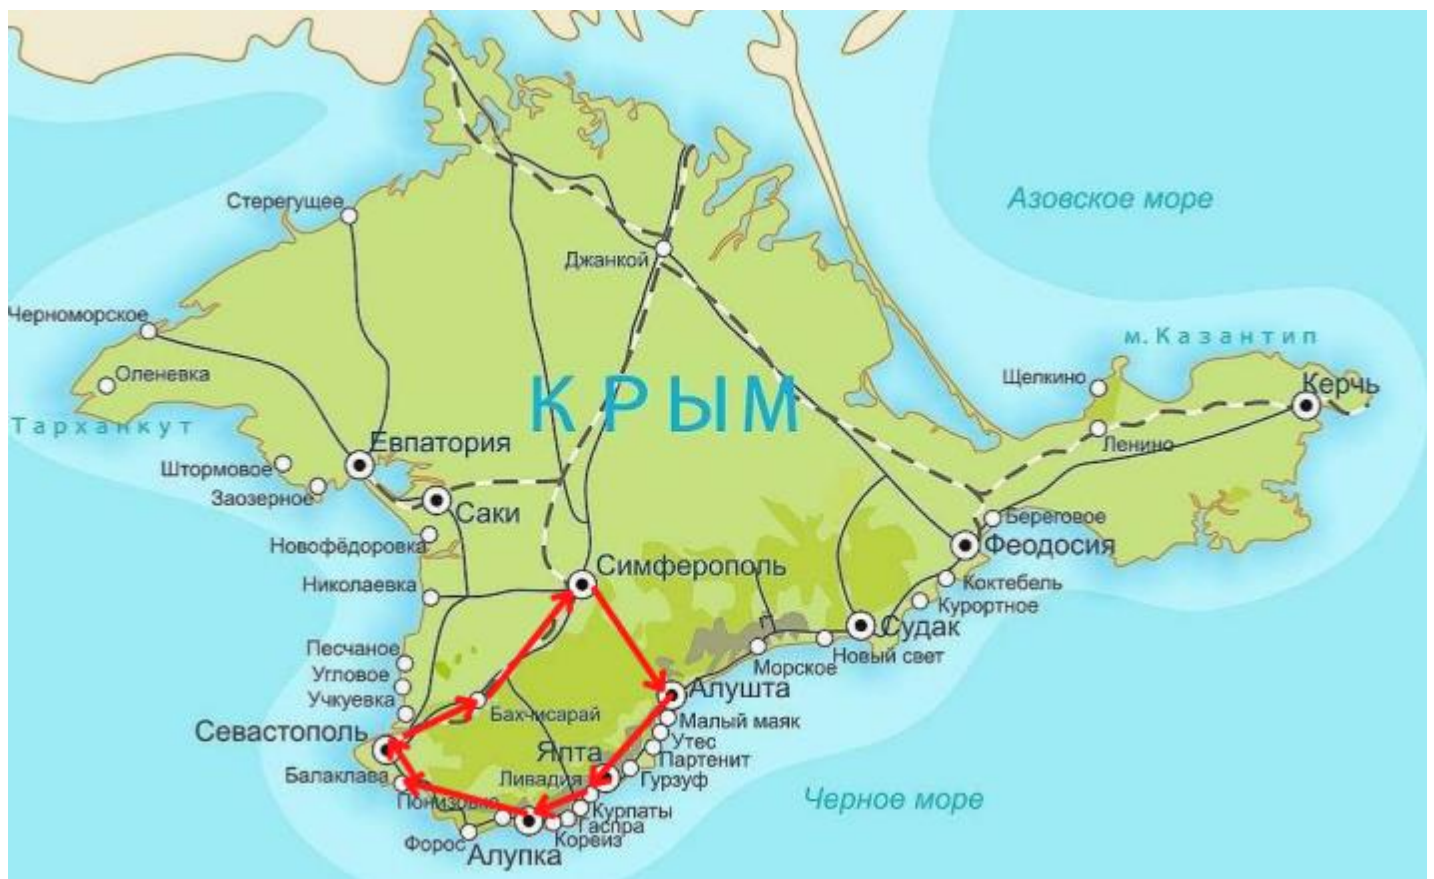 Стерегущее
Азовское море
Джанкой
Черноморское
м. Казантип
Оленевка
Щелкино
Керчь
КРЫМ
Тарханкут
Евпатория
Ленино
Штормовое
Заозерное
Саки
Береговое
Новофёдоровка
Феодосия
Симферополь
Николаевка
Коктебель
Курортное
Судак
Песчаное
Новый свет
Угловое
Морское
Учкуевка
Алушта
Бахчисарай
Малый маяк
Севастополь
Утес
Ялта
Партенит
Балаклава
Ливадия
Гурзуф
Понизовка
Черное море
Курпаты
Гаспра
Форос
Кореиз
Алупка